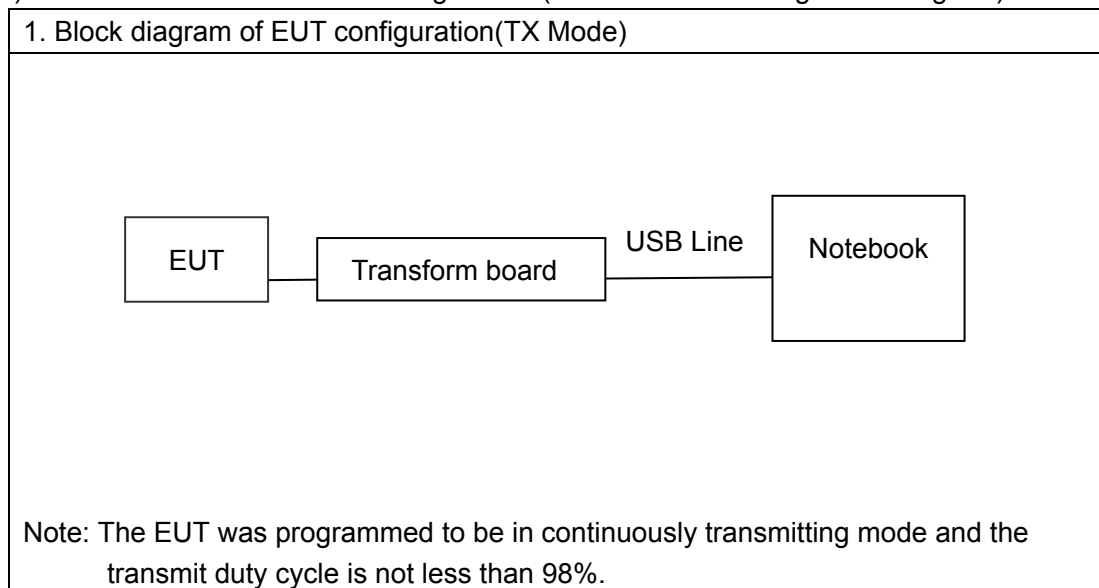 1. Block diagram of EUT configuration(TX Mode)
EUT
Transform board
USB Line
Notebook
Note: The EUT was programmed to be in continuously transmitting mode and the
transmit duty cycle is not less than 98%.